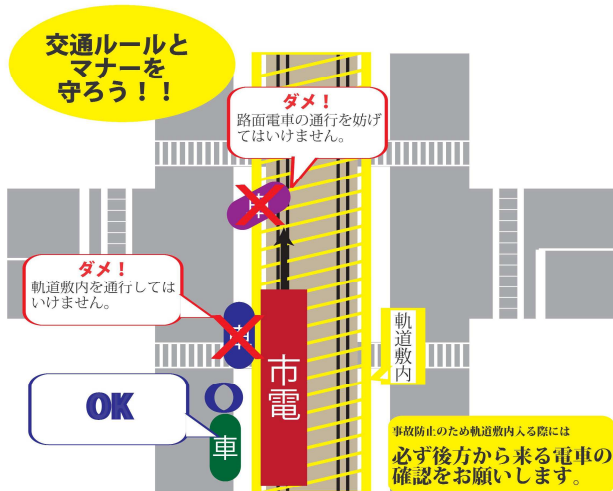 交通ルールと
マナーを
守ろう！！
ダメ！
路面電車の通行を妨げ
てはいけません。
車
ダメ！
軌道敷内を通行しては
いけません。
車
市電
軌道敷内
OK
車
事故防止のため軌道敷内入る際には
必ず後方から来る電車の
確認をお願いします。